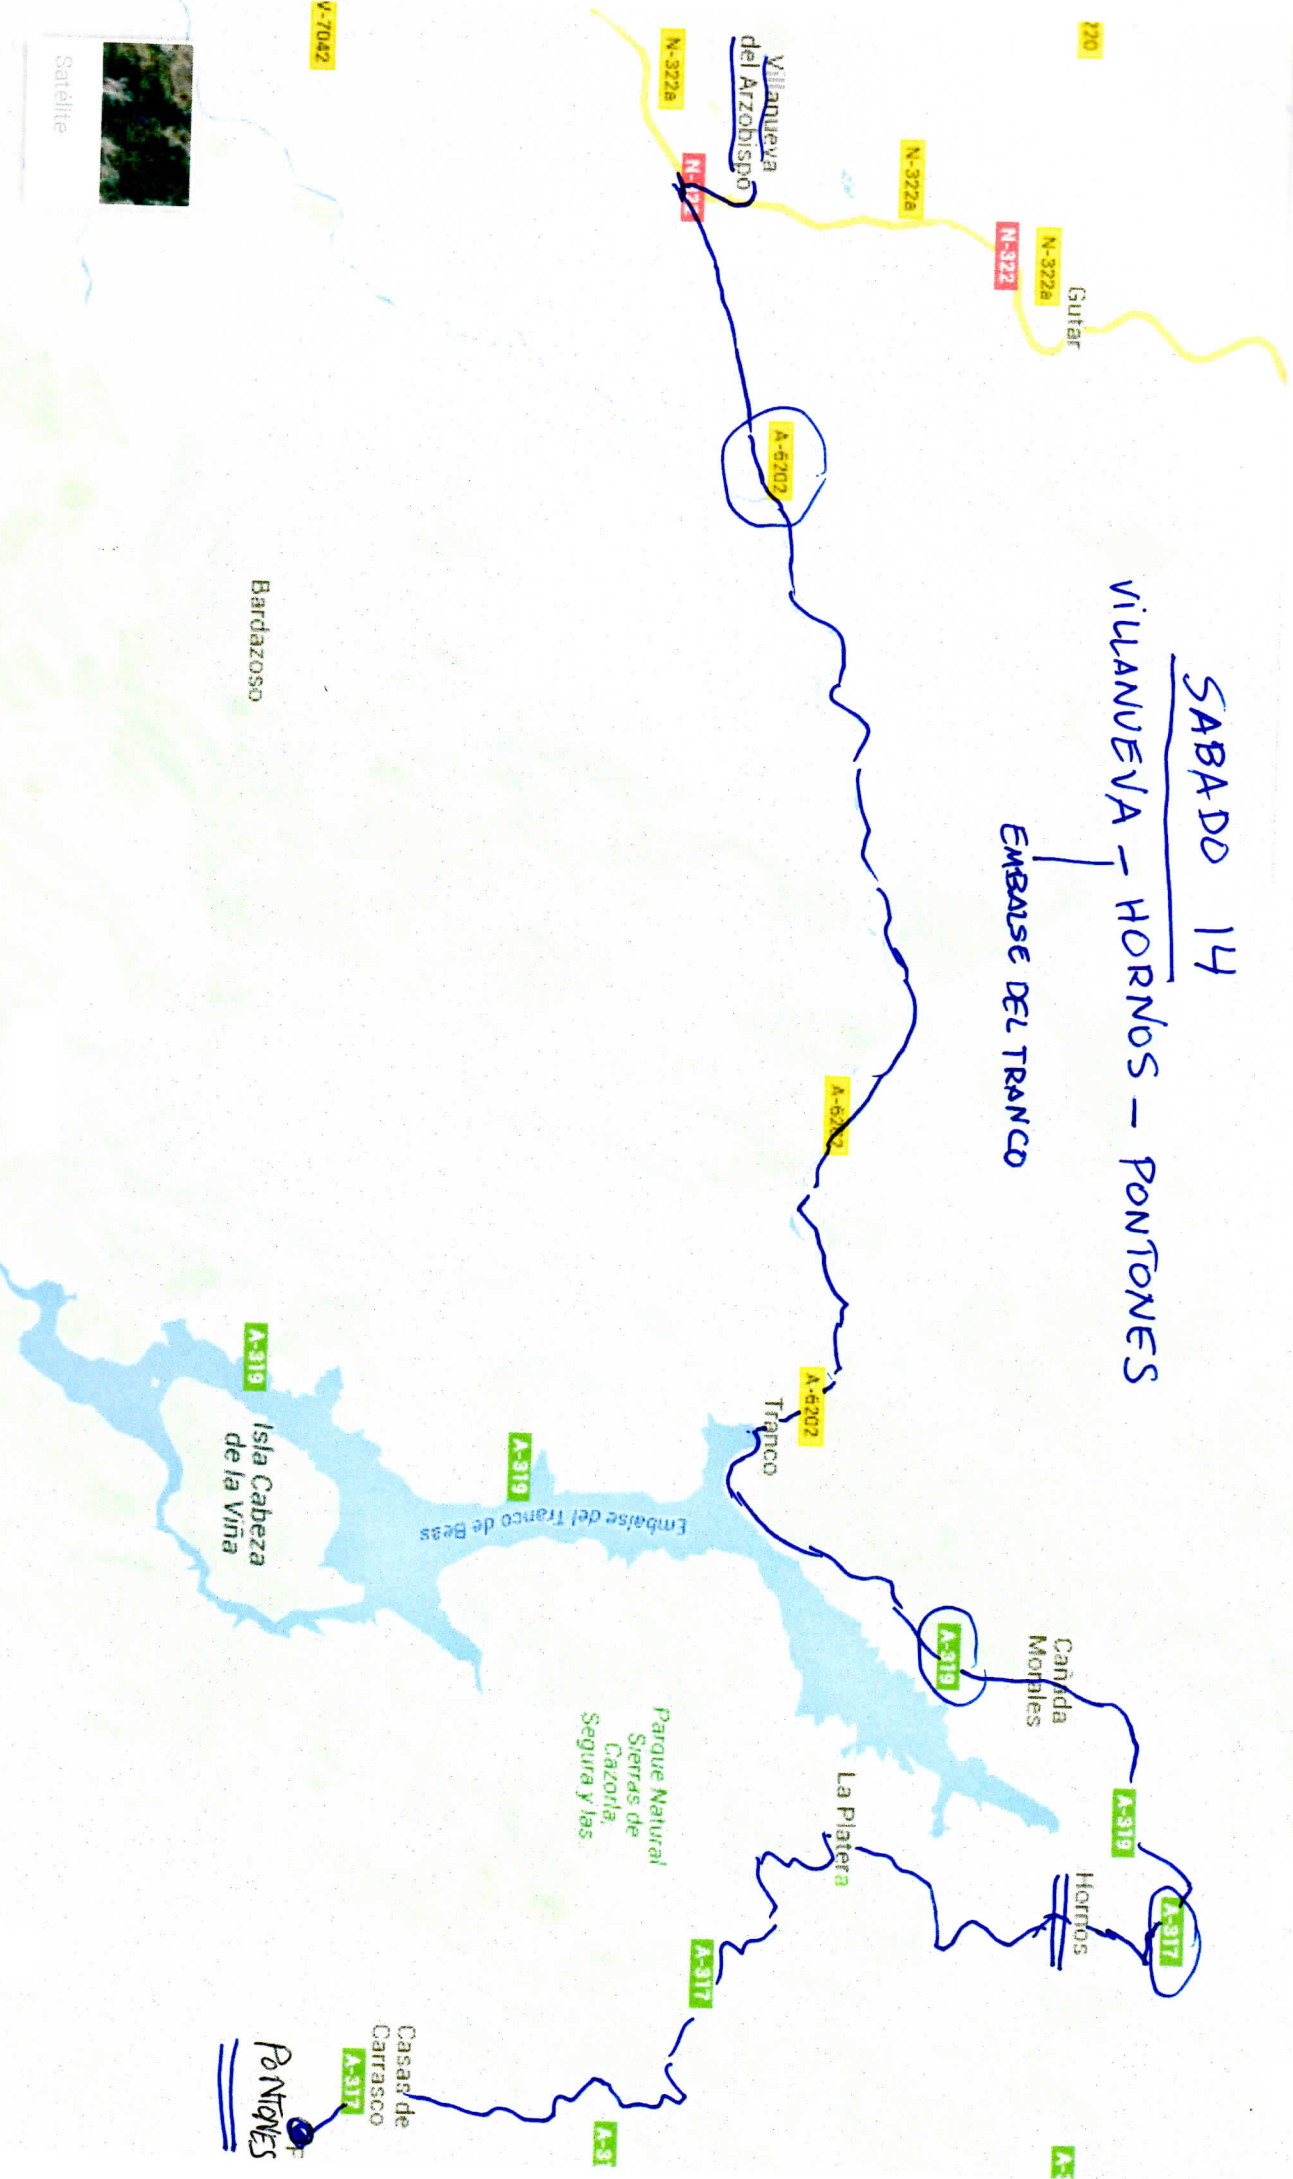 SABADO 14
VILLANUEVA - HORNOS - PONTONES
EMBALSE DEL TRANCO
N-322a
Gutar
N-322a
N-322
N-322a
Villanueva
del Arzobispo
A-6202
A-6202
A-6202
Tranco
Cañada
Morales
A-319
A-319
A-317
Hornos
La Platera
Embalse del Tranco de Beas
A-319
A-319
Isla Cabeza
de la Viña
Parque Natural
Sierras de
Cazorla,
Segura y las
A-317
Casas de
Carrasco
A-317
PONTONES
Bardazoso
Satélite